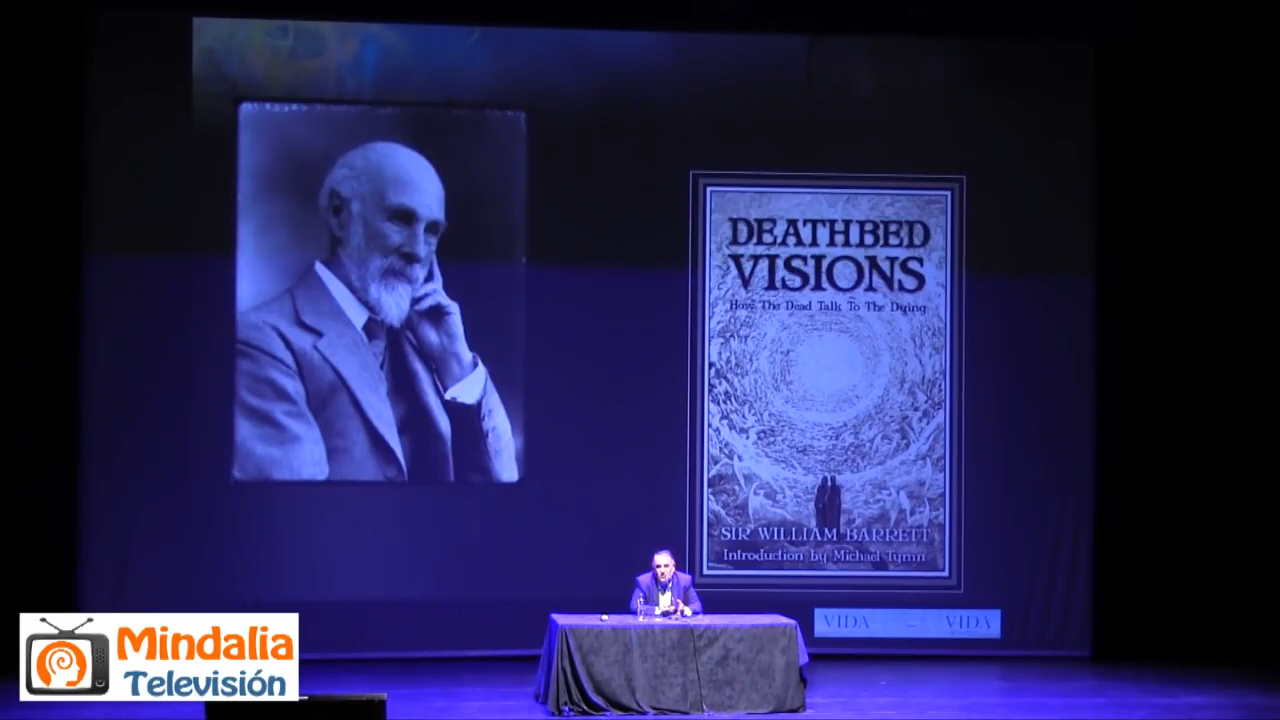 DEATHBED
VISIONS
How The Dead Talk To The Dying
SIR WILLIAM BARRETT
Introduction by Michael Tymn
VIDA
VIDA
Mindalia
Televisión